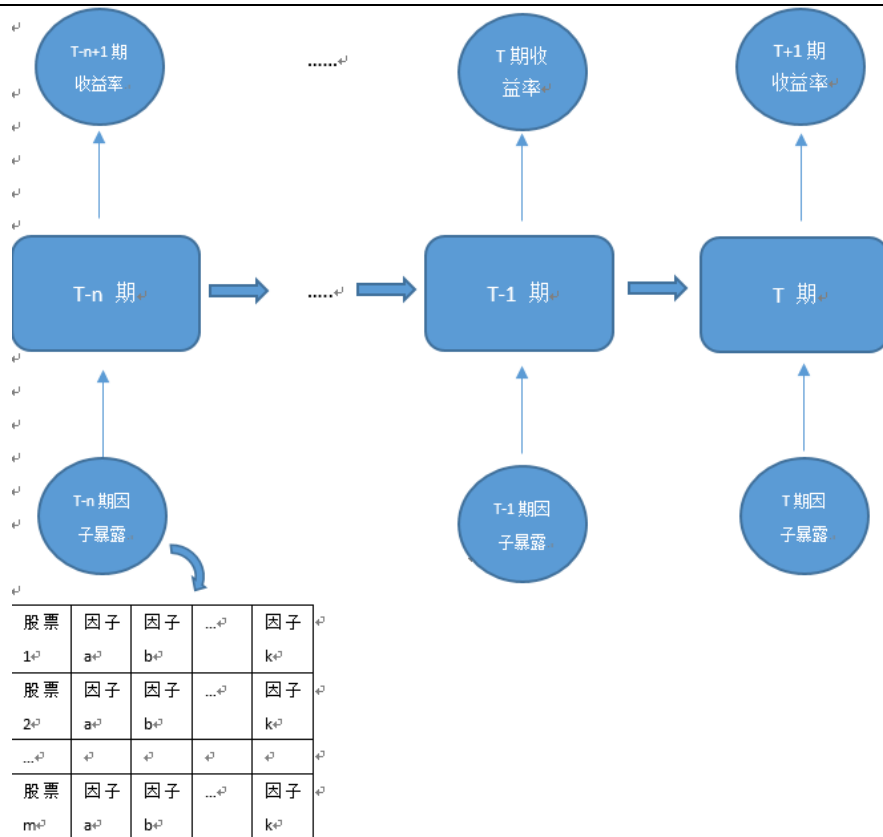 T-n+1 期
收益率
……
T 期收
益率
T+1 期
收益率
T-n 期
.....
T-1 期
T 期
T-n 期因
子暴露
T-1 期因
子暴露
T 期因
子暴露
股票 因子 因子 ... 因子
1 a b k
股票 因子 因子 ... 因子
2 a b k
...
股票 因子 因子 ... 因子
m a b k